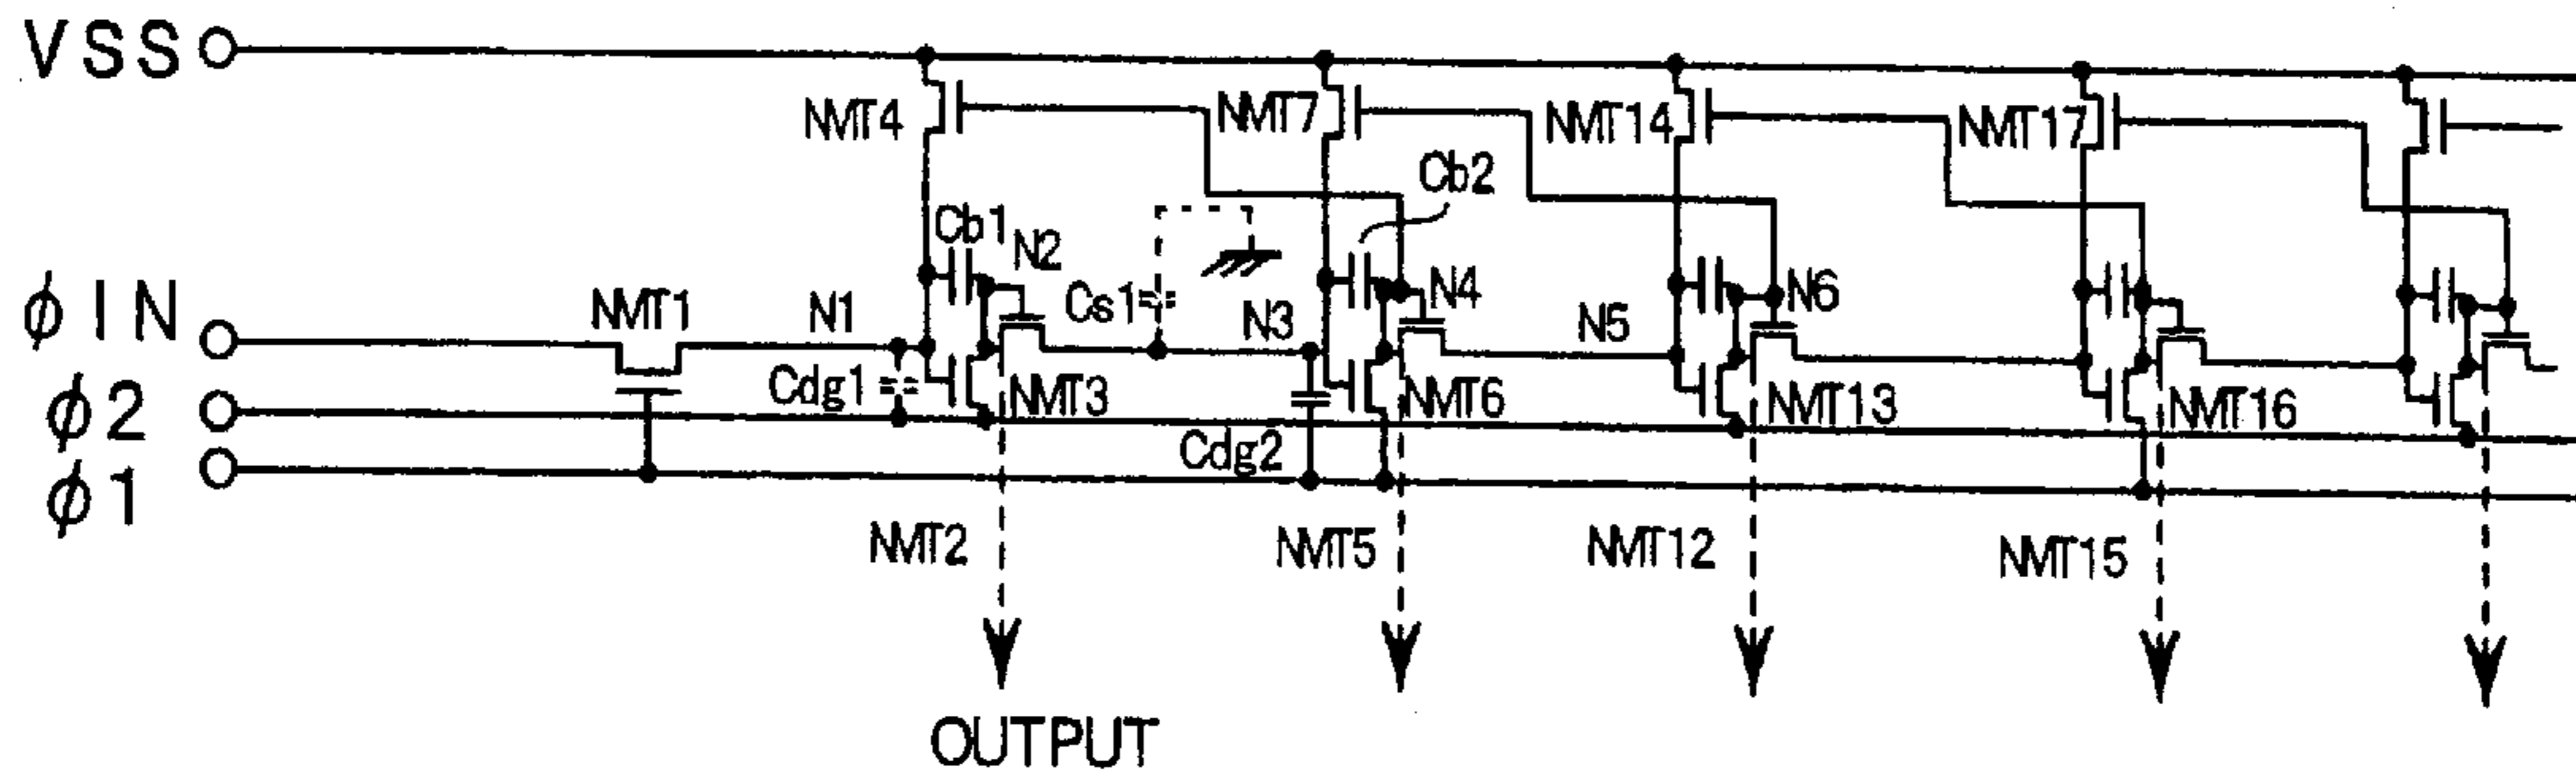 VSS
NMT4
NMT7
NMT14
NMT17
Cb2
Cb1
N2
ϕIN
NMT1
N1
Cs1
N3
N4
N5
N6
Cdg1
NMT3
NMT6
NMT13
NMT16
ϕ2
Cdg2
ϕ1
NMT2
NMT5
NMT12
NMT15
OUTPUT